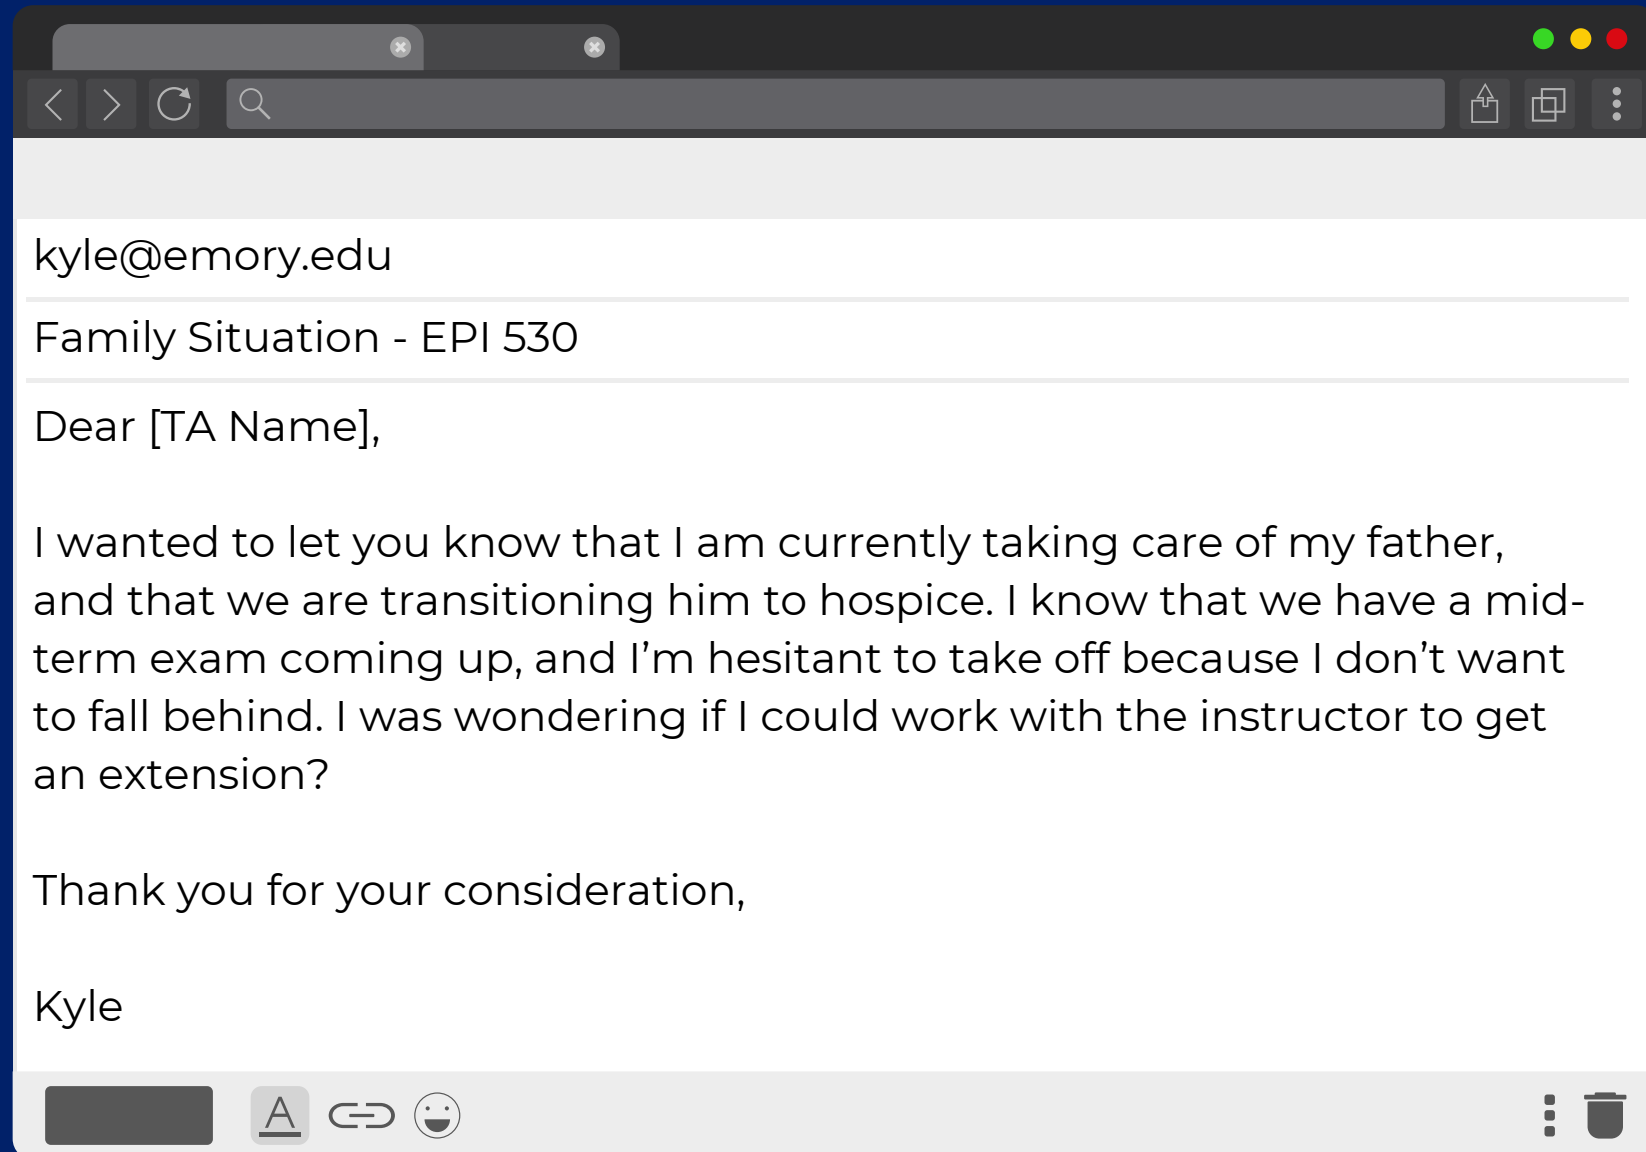 kyle@emory.edu
Family Situation - EPI 530
Dear [TA Name],
I wanted to let you know that I am currently taking care of my father,
and that we are transitioning him to hospice. I know that we have a mid-
term exam coming up, and I’m hesitant to take off because I don’t want
to fall behind. I was wondering if I could work with the instructor to get
an extension?
Thank you for your consideration,
Kyle
A